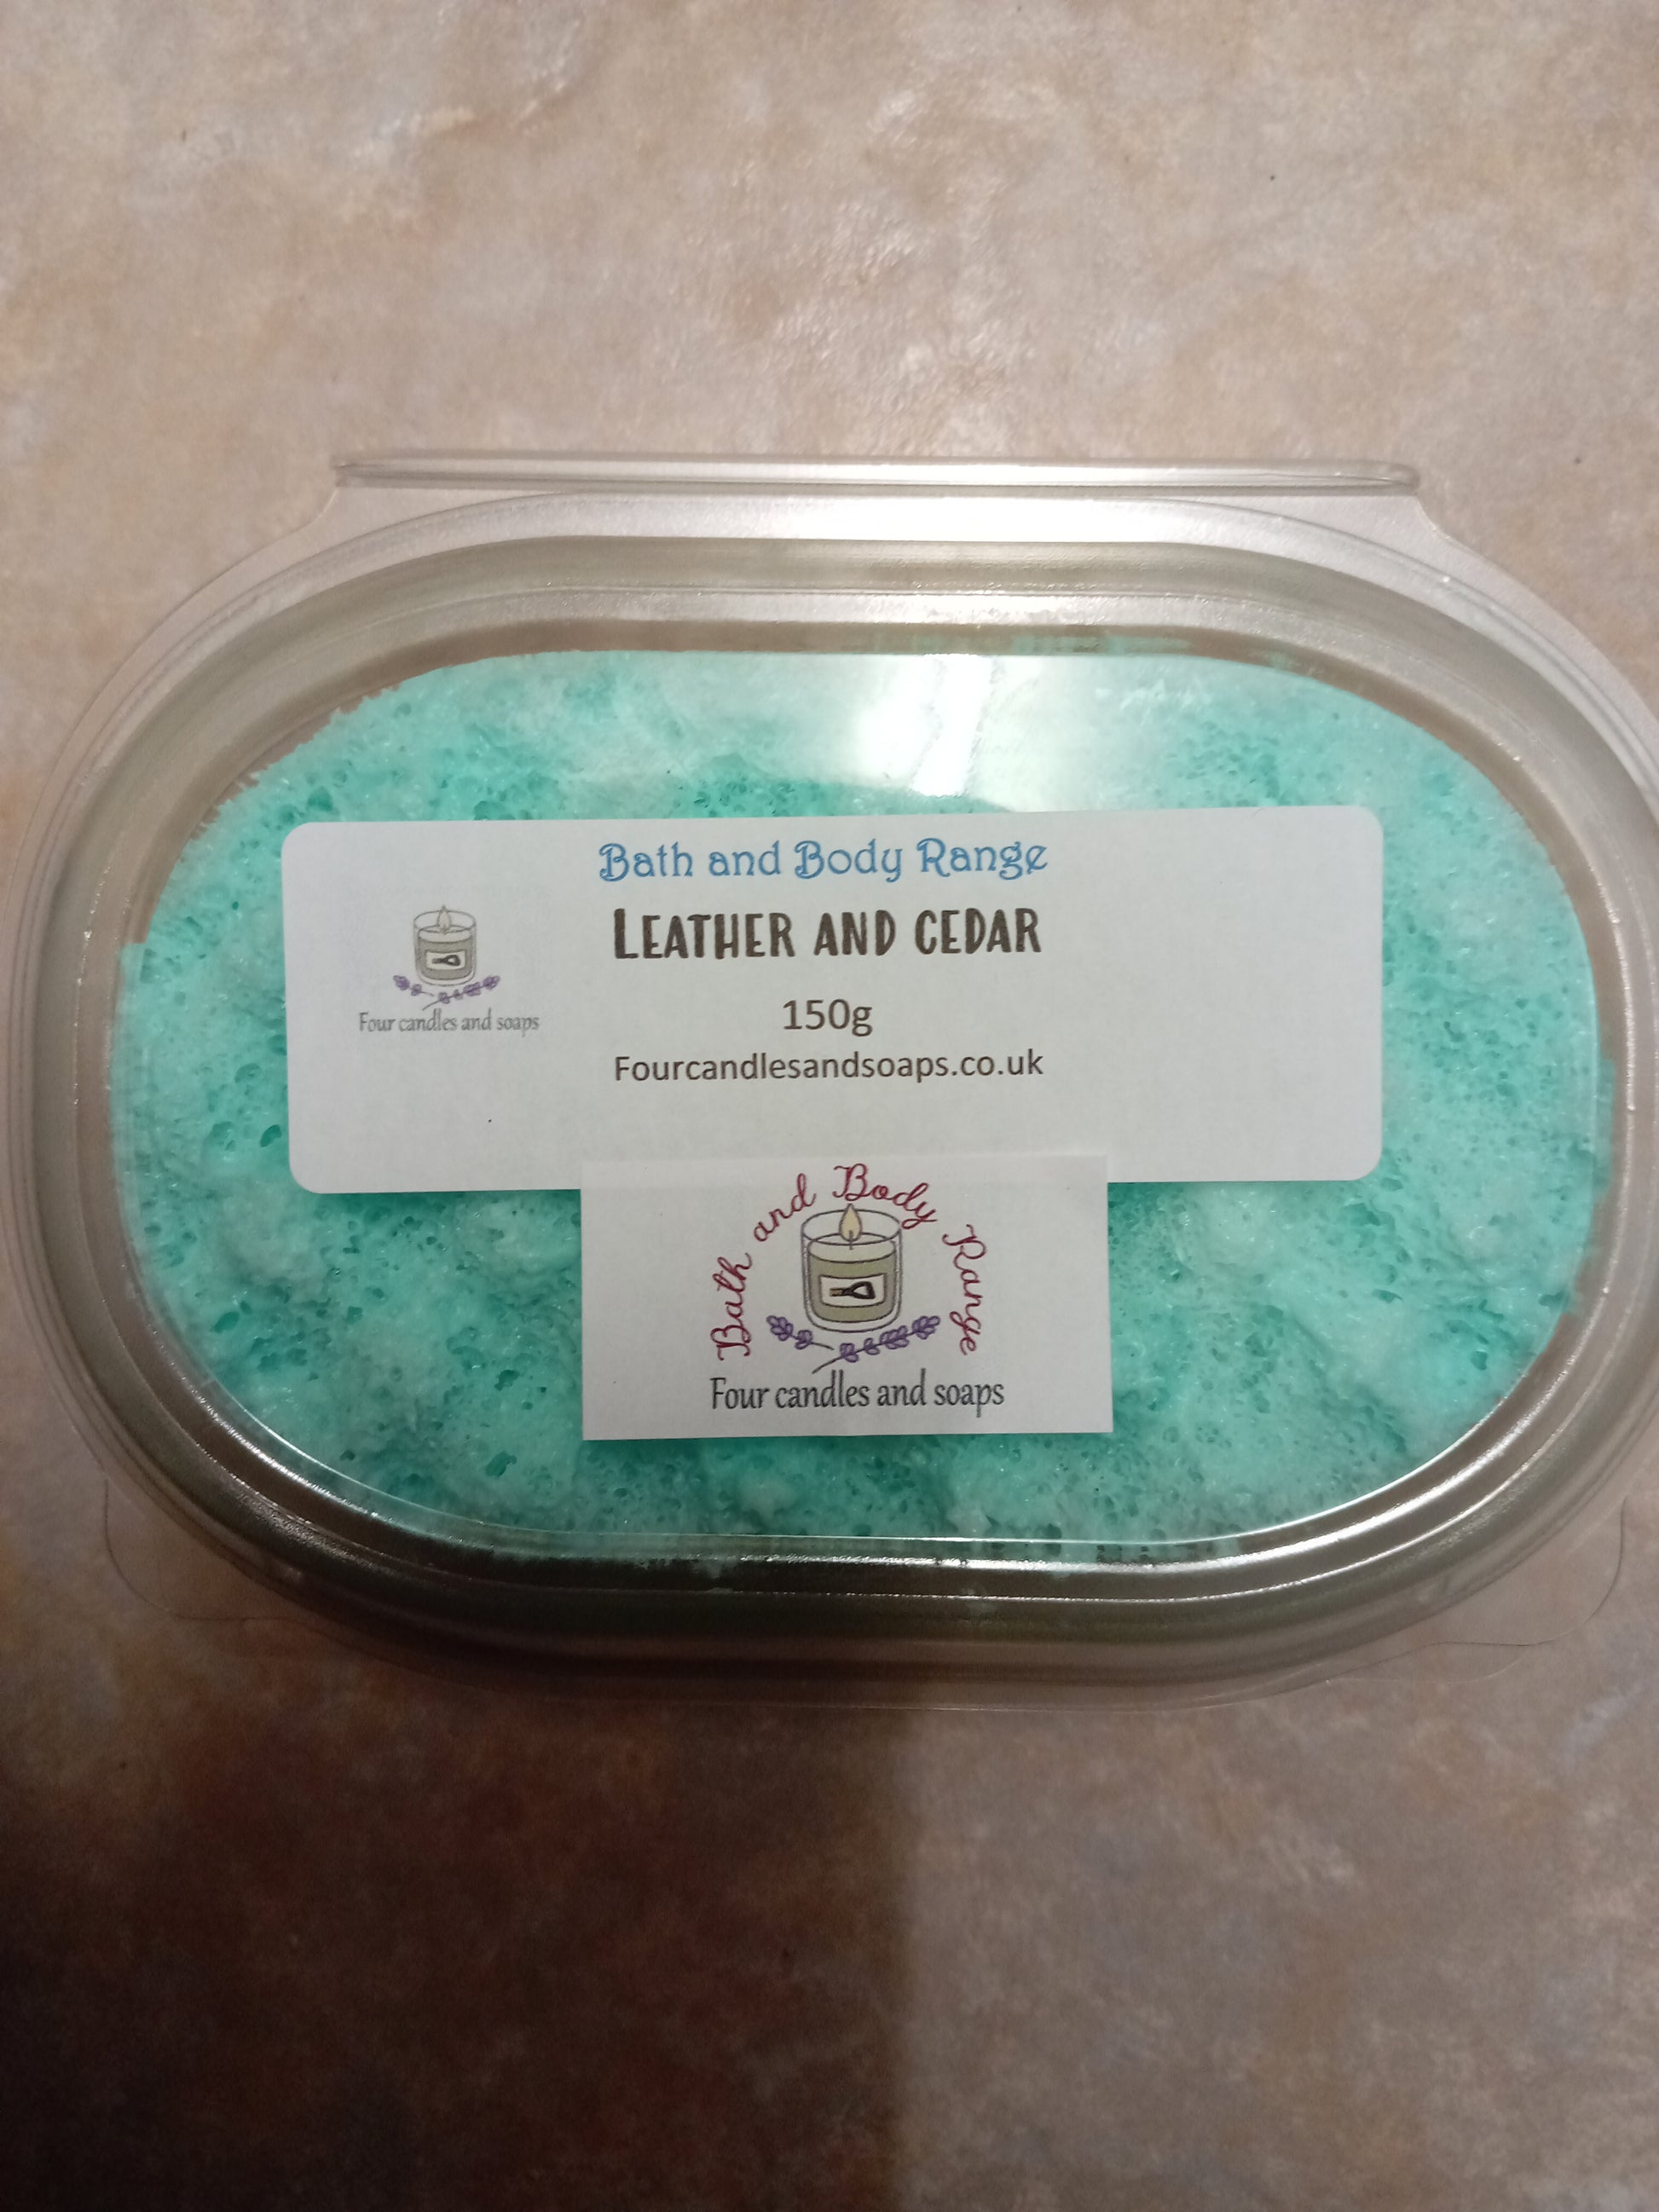 Bath and Body Range
LEATHER AND CEDAR
150g
Fourcandlesandsoaps.co.uk
Four candles and soaps
Bath and Body Range
Four candles and soaps